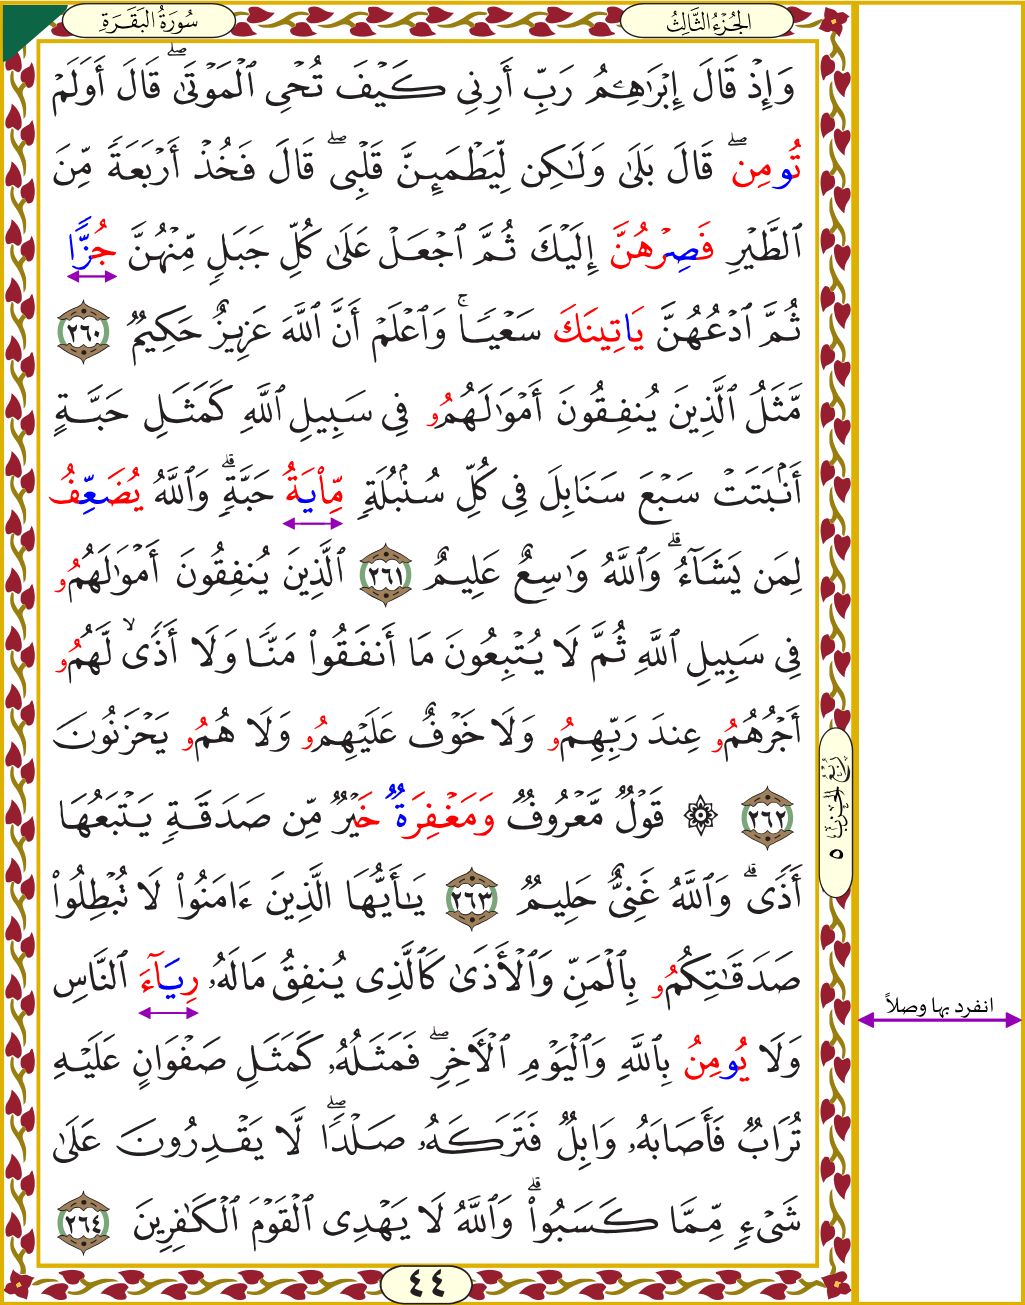 سُورَةُ البَقَرَةِ
الجُزْءُ الثَّالِثُ
وَإِذْ قَالَ إِبْرَٰهِـۧمُ رَبِّ أَرِنِي كَيْفَ تُحْيِ ٱلْمَوْتَىٰۖ قَالَ أَوَلَمْ
تُومِنۖ قَالَ بَلَىٰ وَلَٰكِن لِّيَطْمَئِنَّ قَلْبِيۖ قَالَ فَخُذْ أَرْبَعَةً مِّنَ
ٱلطَّيْرِ فَصِرْهُنَّ إِلَيْكَ ثُمَّ ٱجْعَلْ عَلَىٰ كُلِّ جَبَلٍ مِّنْهُنَّ جُزًّا
ثُمَّ ٱدْعُهُنَّ يَاتِينَكَ سَعْيًاۚ وَٱعْلَمْ أَنَّ ٱللَّهَ عَزِيزٌ حَكِيمٌ ٢٦٠
مَّثَلُ ٱلَّذِينَ يُنفِقُونَ أَمْوَٰلَهُمُۥ فِي سَبِيلِ ٱللَّهِ كَمَثَلِ حَبَّةٍ
أَنۢبَتَتْ سَبْعَ سَنَابِلَ فِي كُلِّ سُنۢبُلَةٍ مِّاْيَةُ حَبَّةٍۗ وَٱللَّهُ يُضَعِّفُ
لِمَن يَشَآءُۗ وَٱللَّهُ وَٰسِعٌ عَلِيمٌ ٢٦١ ٱلَّذِينَ يُنفِقُونَ أَمْوَٰلَهُمُۥ
فِي سَبِيلِ ٱللَّهِ ثُمَّ لَا يُتْبِعُونَ مَا أَنفَقُواْ مَنًّا وَلَا أَذًىۙ لَّهُمُۥ
أَجْرُهُمُۥ عِندَ رَبِّهِمُۥ وَلَا خَوْفٌ عَلَيْهِمُۥ وَلَا هُمُۥ يَحْزَنُونَ
٢٦٢ ۞ قَوْلٌ مَّعْرُوفٌ وَمَغْفِرَةٌ خَيْرٌ مِّن صَدَقَةٍ يَتْبَعُهَا
أَذًىۗ وَٱللَّهُ غَنِيٌّ حَلِيمٌ ٢٦٣ يَٰأَيُّهَا ٱلَّذِينَ ءَامَنُواْ لَا تُبْطِلُواْ
صَدَقَٰتِكُمُۥ بِٱلْمَنِّ وَٱلْأَذَىٰ كَٱلَّذِي يُنفِقُ مَالَهُۥ رِيَآءَ ٱلنَّاسِ
وَلَا يُومِنُ بِٱللَّهِ وَٱلْيَوْمِ ٱلْأٓخِرِۖ فَمَثَلُهُۥ كَمَثَلِ صَفْوَانٍ عَلَيْهِ
تُرَابٌ فَأَصَابَهُۥ وَابِلٌ فَتَرَكَهُۥ صَلْدًاۖ لَّا يَقْدِرُونَ عَلَىٰ
شَيْءٍ مِّمَّا كَسَبُواْۗ وَٱللَّهُ لَا يَهْدِي ٱلْقَوْمَ ٱلْكَٰفِرِينَ ٢٦٤
رُبْعُ الحِزْبِ ٥
انفرد بها وصلاً
٤٤